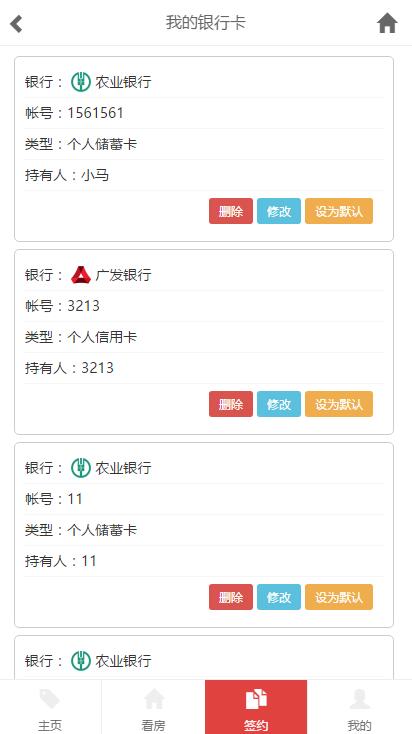 我的银行卡
银行：农业银行
帐号：1561561
类型：个人储蓄卡
持有人：小马
删除 修改 设为默认
银行：广发银行
帐号：3213
类型：个人信用卡
持有人：3213
删除 修改 设为默认
银行：农业银行
帐号：11
类型：个人储蓄卡
持有人：11
删除 修改 设为默认
银行：农业银行
主页 看房 签约 我的